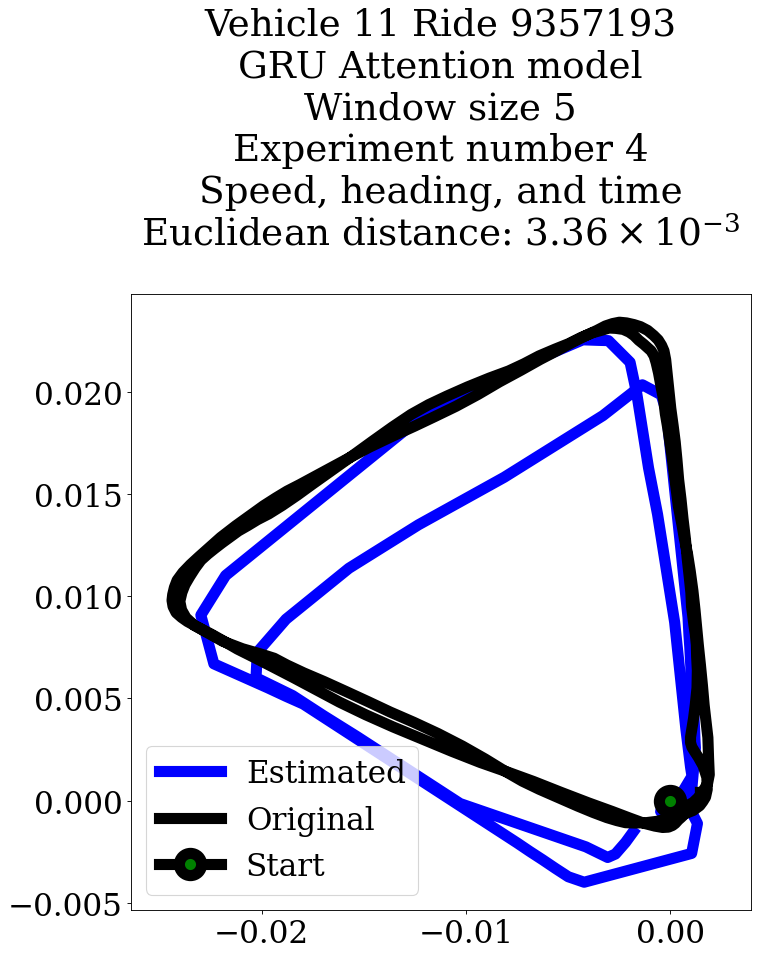 Vehicle 11 Ride 9357193
GRU Attention model
Window size 5
Experiment number 4
Speed, heading, and time
Euclidean distance: 3.36 × 10⁻³
0.020
0.015
0.010
0.005
0.000
−0.005
Estimated
Original
Start
−0.02
−0.01
0.00